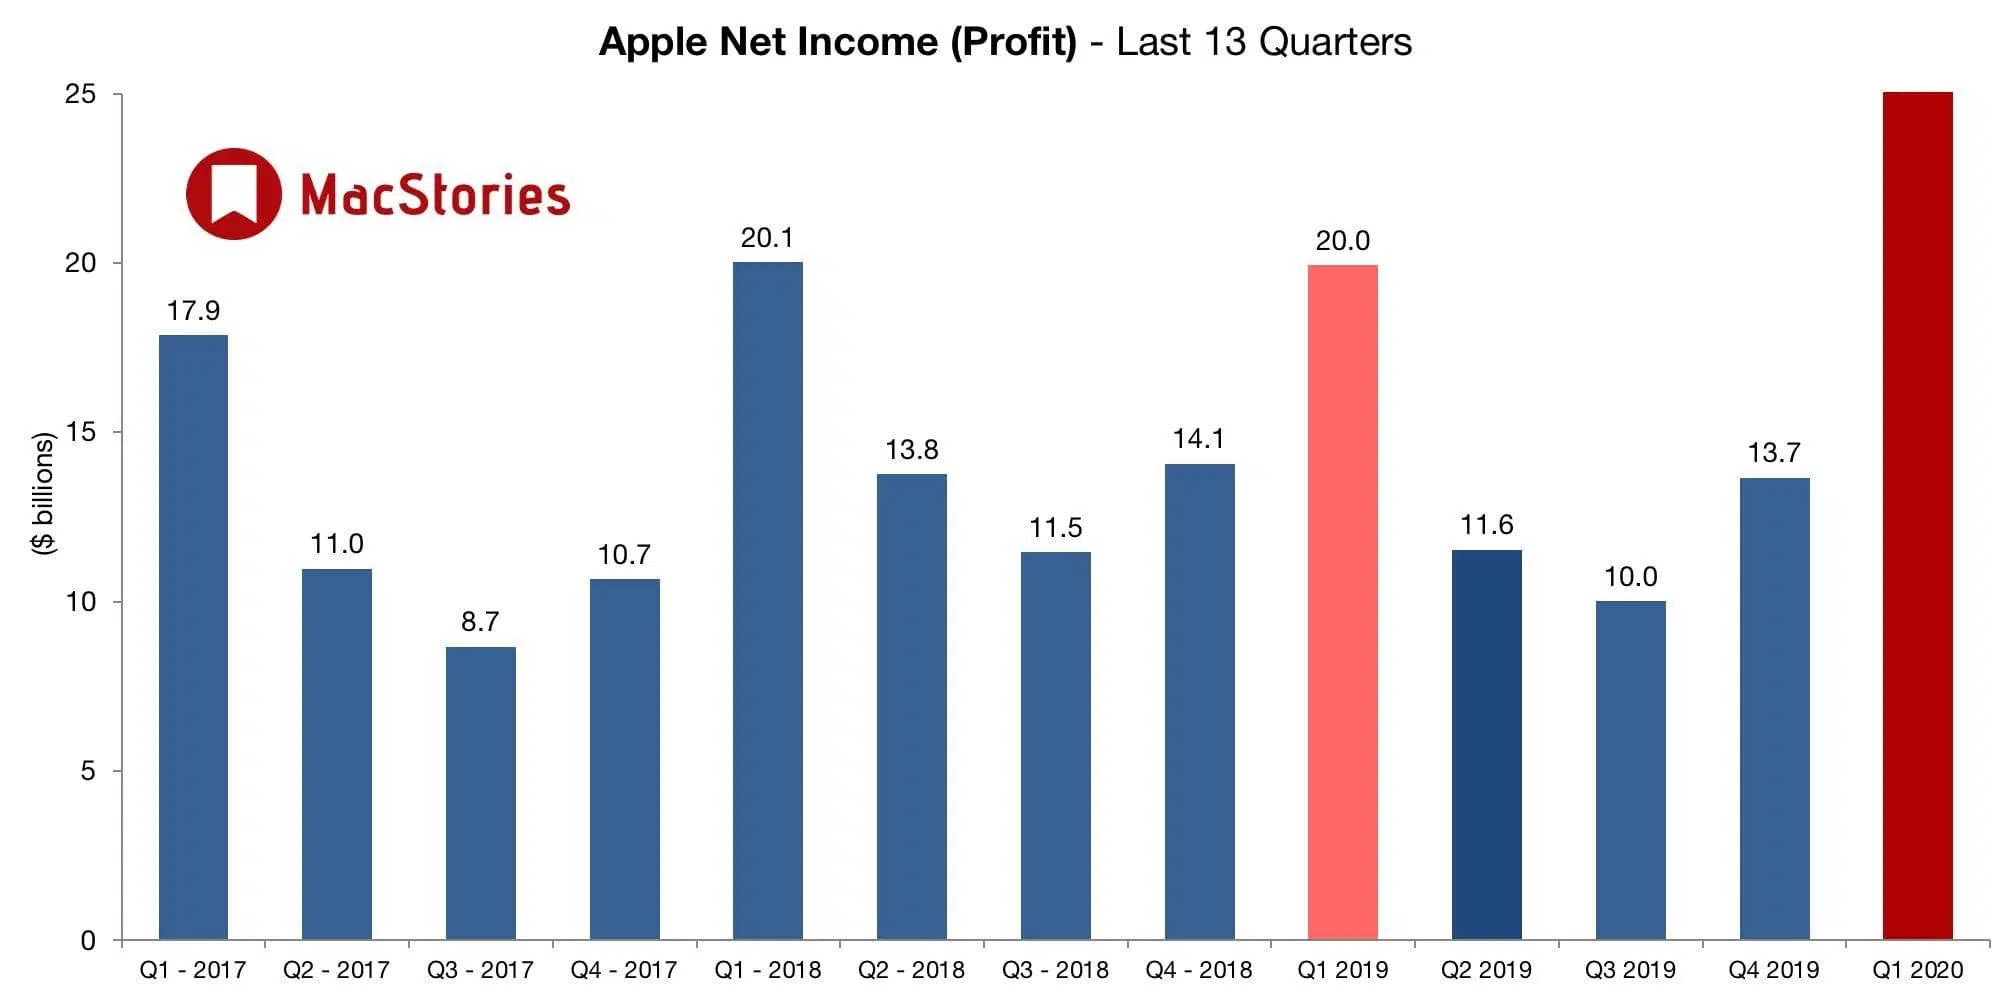 Apple Net Income (Profit) - Last 13 Quarters
MacStories
($ billions)
25
20
15
10
5
0
17.9
11.0
8.7
10.7
20.1
13.8
11.5
14.1
20.0
11.6
10.0
13.7
Q1 - 2017
Q2 - 2017
Q3 - 2017
Q4 - 2017
Q1 - 2018
Q2 - 2018
Q3 - 2018
Q4 - 2018
Q1 2019
Q2 2019
Q3 2019
Q4 2019
Q1 2020